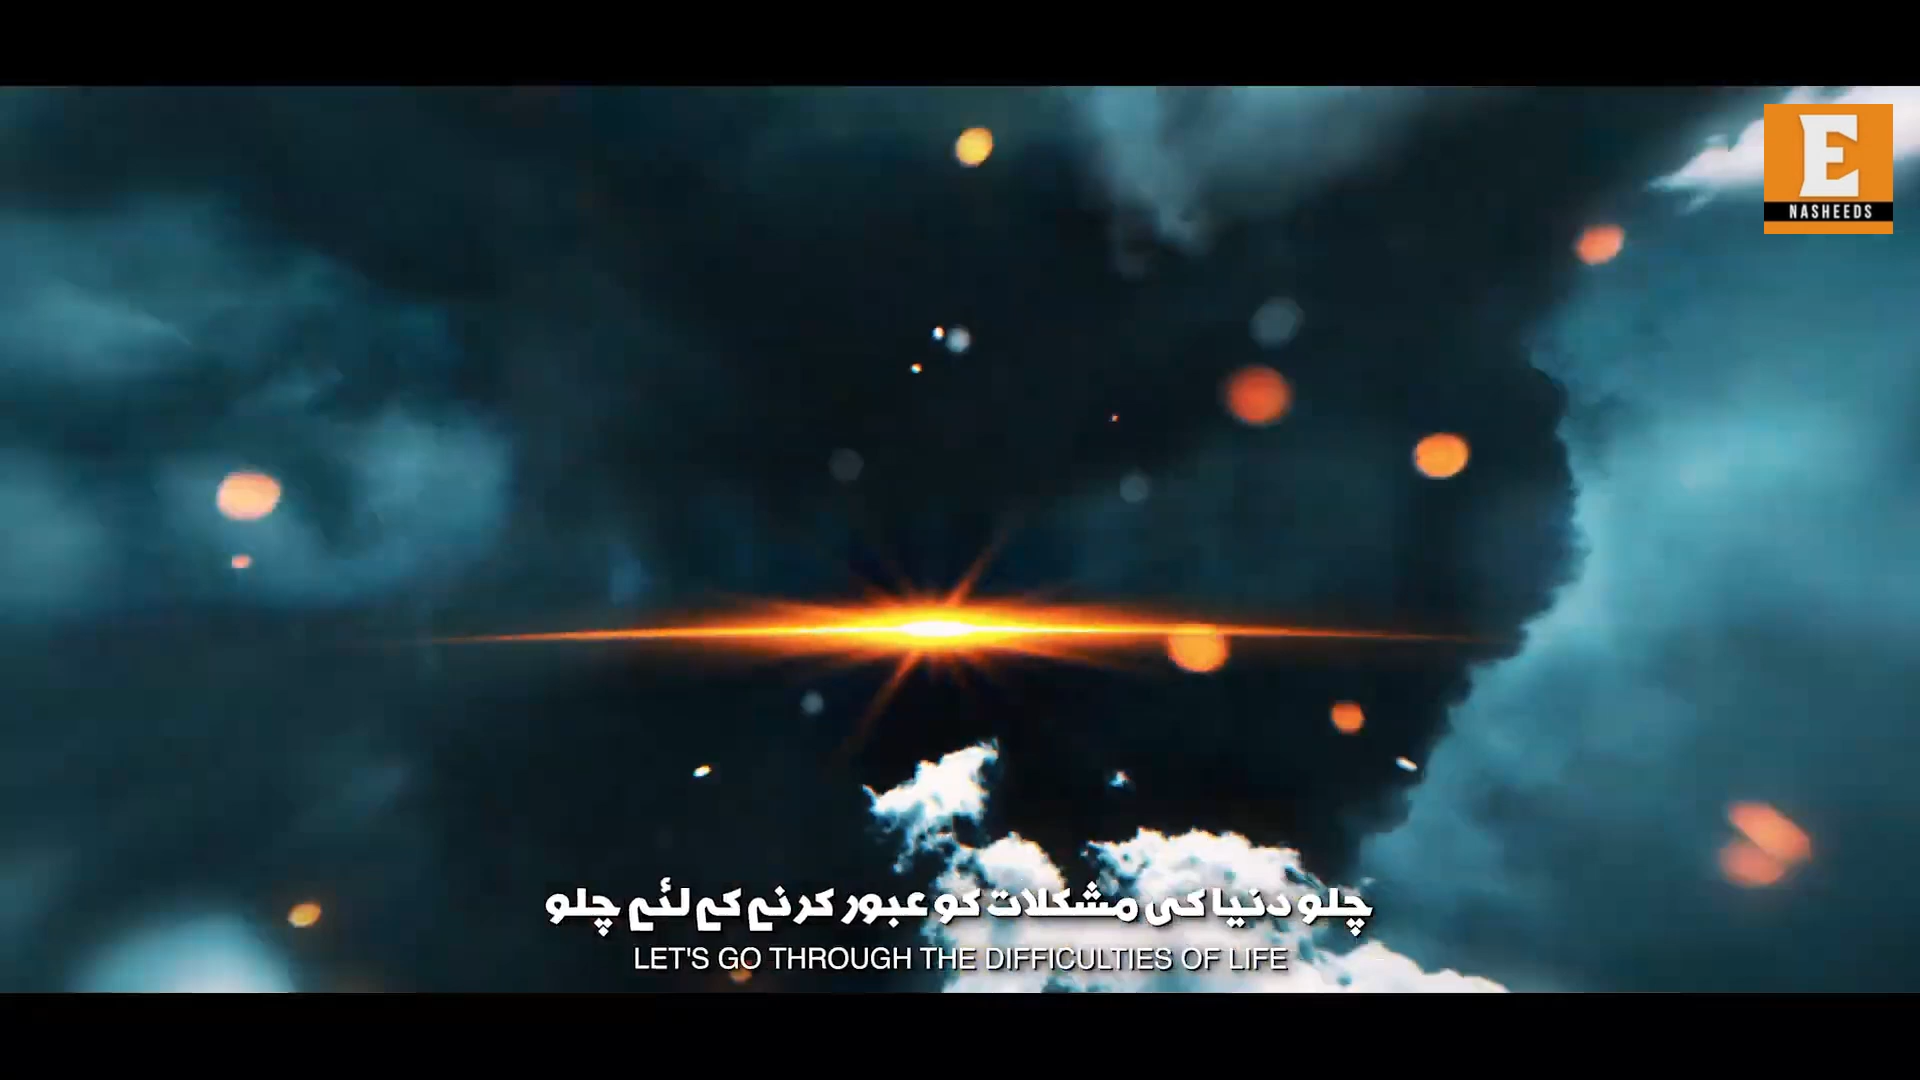 E
NASHEEDS
چلو دنیا کی مشکلات کو عبور کرنے کے لئے چلو
LET'S GO THROUGH THE DIFFICULTIES OF LIFE